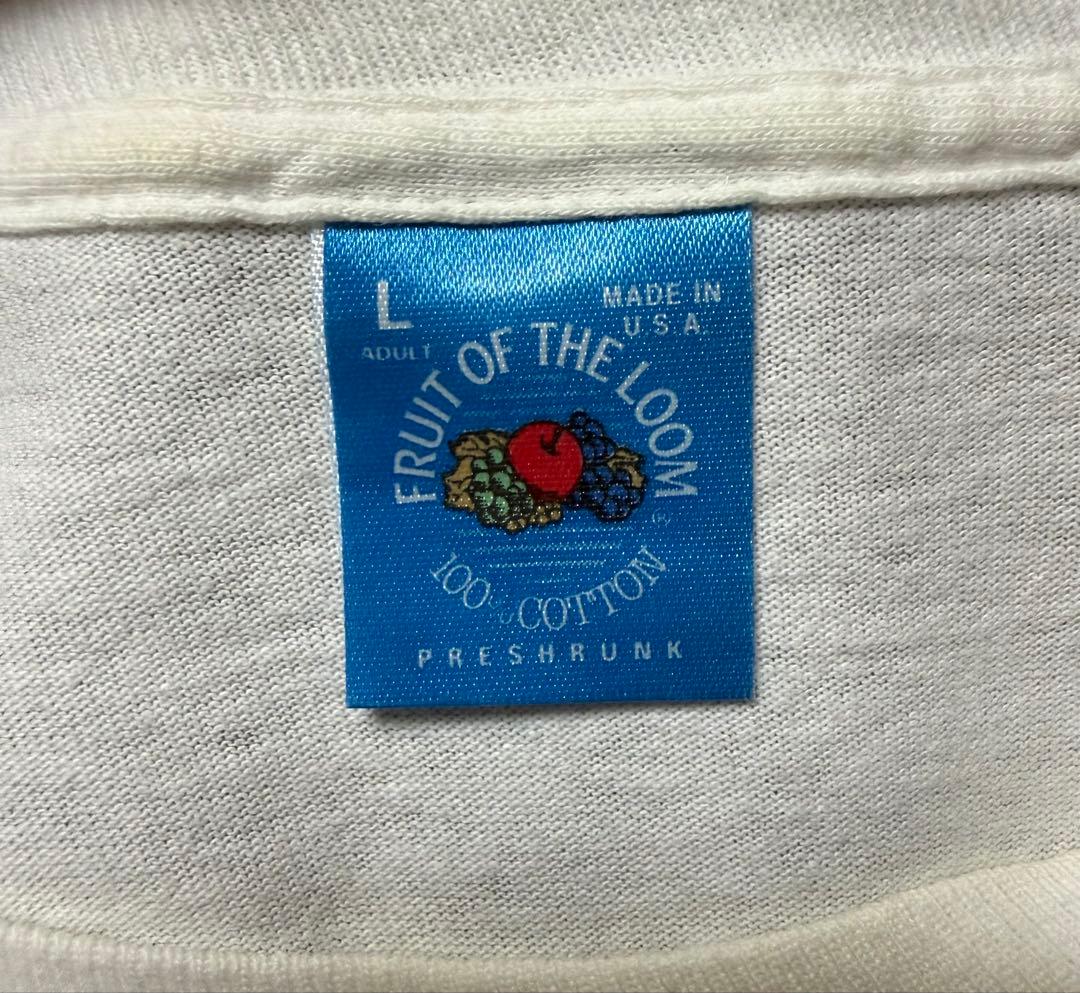 L
ADULT
MADE IN
U.S.A.
FRUIT OF THE LOOM
®
100% COTTON
PRESHRUNK